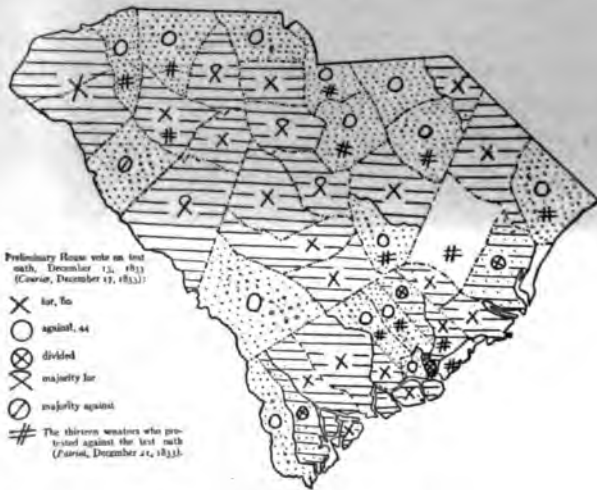 Preliminary House vote on test
oath, December 13, 1833
(Courier, December 17, 1833):
for, 80
against, 44
divided
majority for
majority against
The thirteen senators who pro-
tested against the test oath
(Patriot, December 21, 1833).